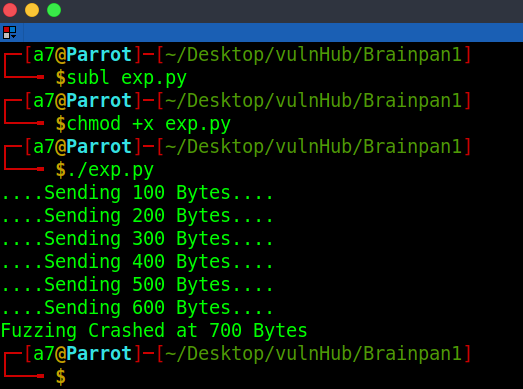 ┌─[a7@Parrot]─[~/Desktop/vulnHub/Brainpan1]
└──╼ $subl exp.py
┌─[a7@Parrot]─[~/Desktop/vulnHub/Brainpan1]
└──╼ $chmod +x exp.py
┌─[a7@Parrot]─[~/Desktop/vulnHub/Brainpan1]
└──╼ $./exp.py
....Sending 100 Bytes....
....Sending 200 Bytes....
....Sending 300 Bytes....
....Sending 400 Bytes....
....Sending 500 Bytes....
....Sending 600 Bytes....
Fuzzing Crashed at 700 Bytes
┌─[a7@Parrot]─[~/Desktop/vulnHub/Brainpan1]
└──╼ $